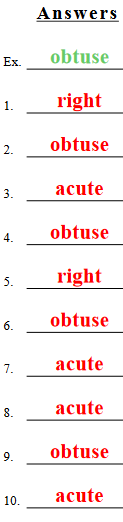 Answers
Ex. obtuse
1. right
2. obtuse
3. acute
4. obtuse
5. right
6. obtuse
7. acute
8. acute
9. obtuse
10. acute